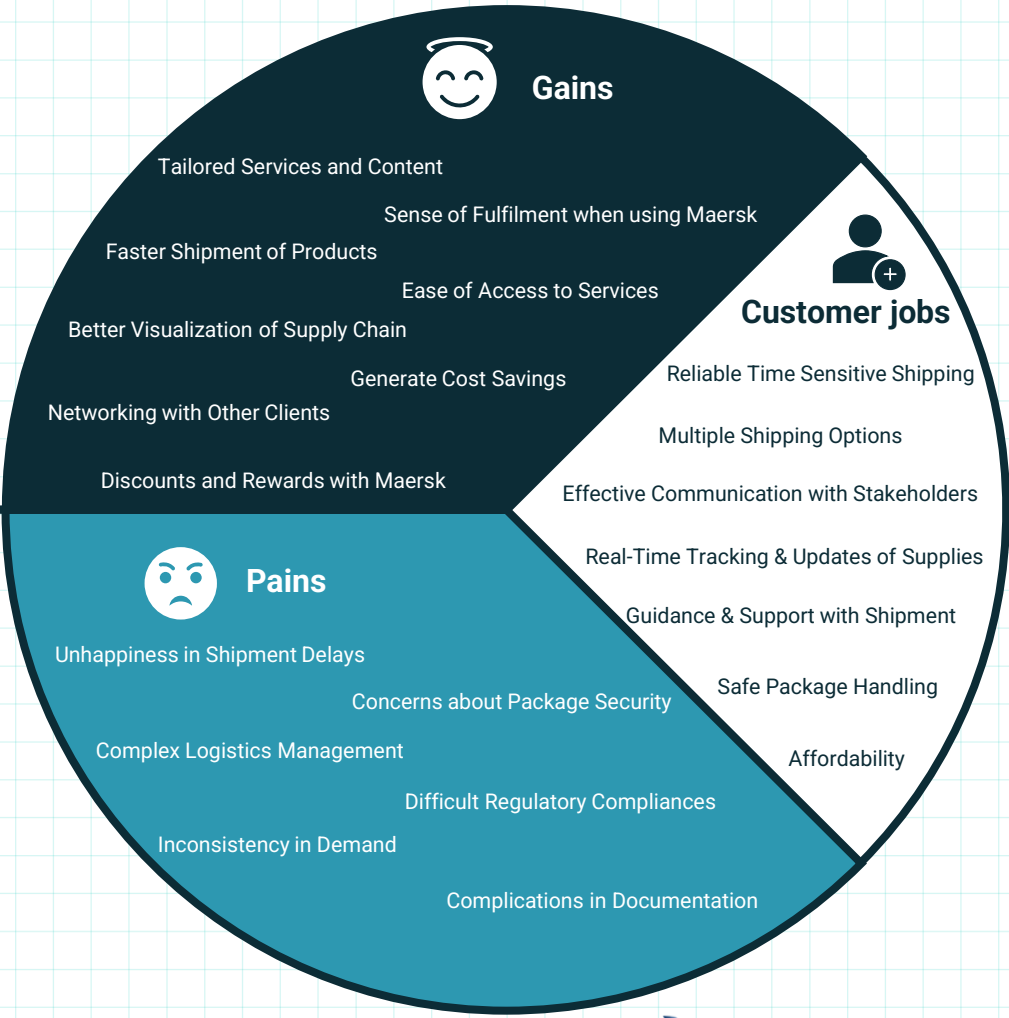 Gains
Tailored Services and Content
Sense of Fulfilment when using Maersk
Faster Shipment of Products
Ease of Access to Services
Better Visualization of Supply Chain
Generate Cost Savings
Networking with Other Clients
Discounts and Rewards with Maersk
Customer jobs
Reliable Time Sensitive Shipping
Multiple Shipping Options
Effective Communication with Stakeholders
Real-Time Tracking & Updates of Supplies
Guidance & Support with Shipment
Safe Package Handling
Affordability
Pains
Unhappiness in Shipment Delays
Concerns about Package Security
Complex Logistics Management
Difficult Regulatory Compliances
Inconsistency in Demand
Complications in Documentation